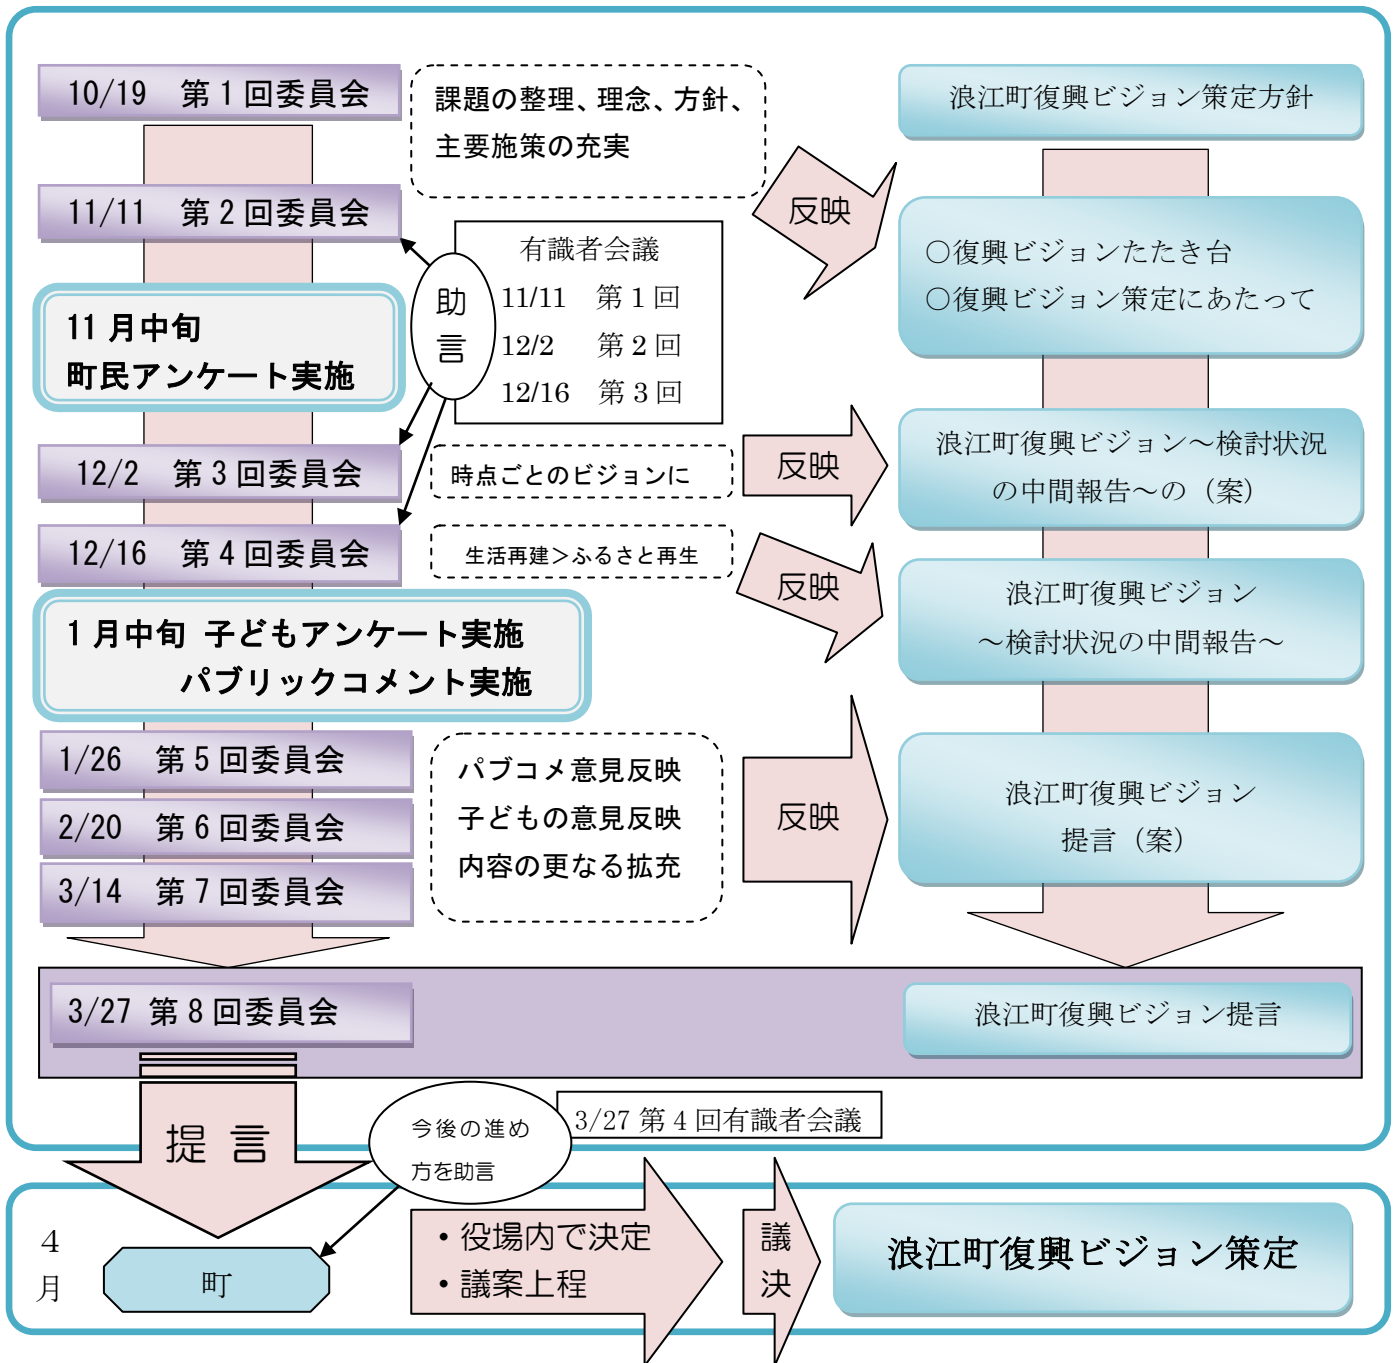 10/19　第1回委員会
課題の整理、理念、方針、
主要施策の充実
浪江町復興ビジョン策定方針
11/11　第2回委員会
反映
○復興ビジョンたたき台
○復興ビジョン策定にあたって
助
言
有識者会議
11/11　第1回
12/2　第2回
12/16　第3回
11月中旬
町民アンケート実施
12/2　第3回委員会
時点ごとのビジョンに
反映
浪江町復興ビジョン～検討状況
の中間報告～の（案）
12/16　第4回委員会
生活再建＞ふるさと再生
反映
浪江町復興ビジョン
～検討状況の中間報告～
1月中旬 子どもアンケート実施
パブリックコメント実施
1/26　第5回委員会
2/20　第6回委員会
3/14　第7回委員会
パブコメ意見反映
子どもの意見反映
内容の更なる拡充
反映
浪江町復興ビジョン
提言（案）
3/27 第8回委員会
浪江町復興ビジョン提言
提言
今後の進め
方を助言
3/27 第4回有識者会議
4
月
町
・役場内で決定
・議案上程
議
決
浪江町復興ビジョン策定